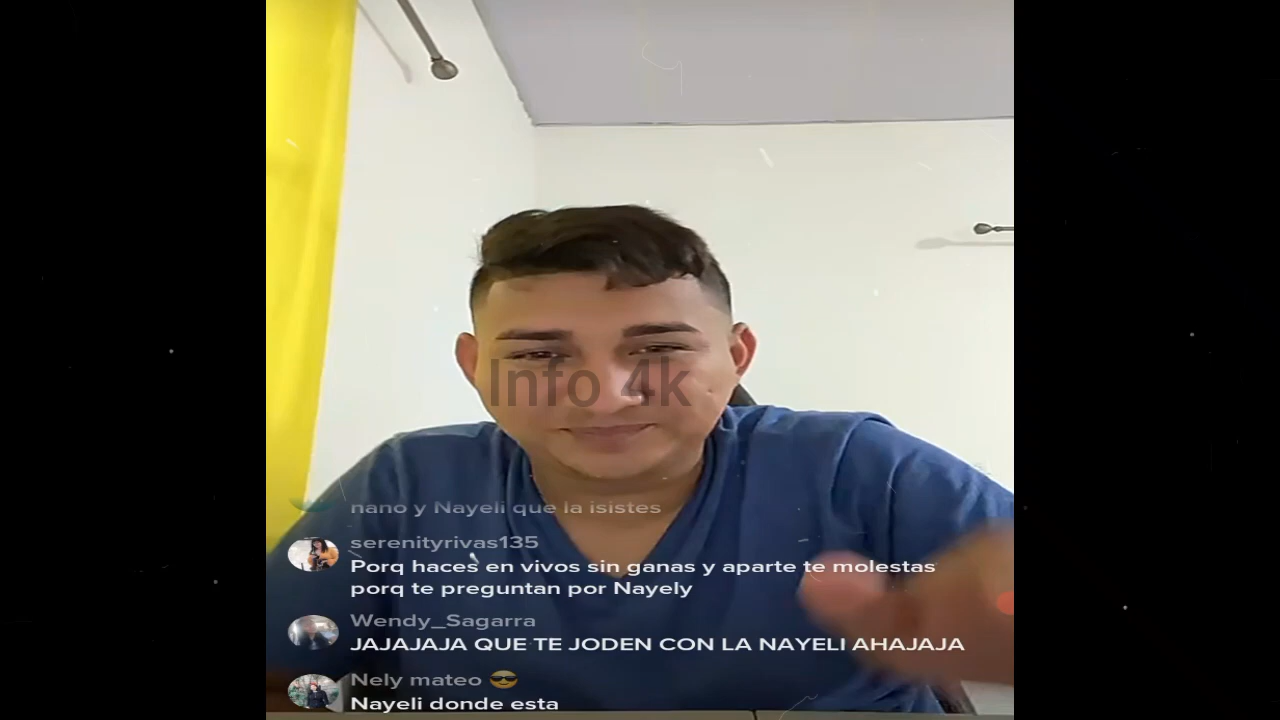 Info 4k
nano y Nayeli que la isistes
serenityrivas135
Porq haces en vivos sin ganas y aparte te molestas
porq te preguntan por Nayely
Wendy_Sagarra
JAJAJAJA QUE TE JODEN CON LA NAYELI AHAJAJA
Nely mateo 😎
Nayeli donde esta